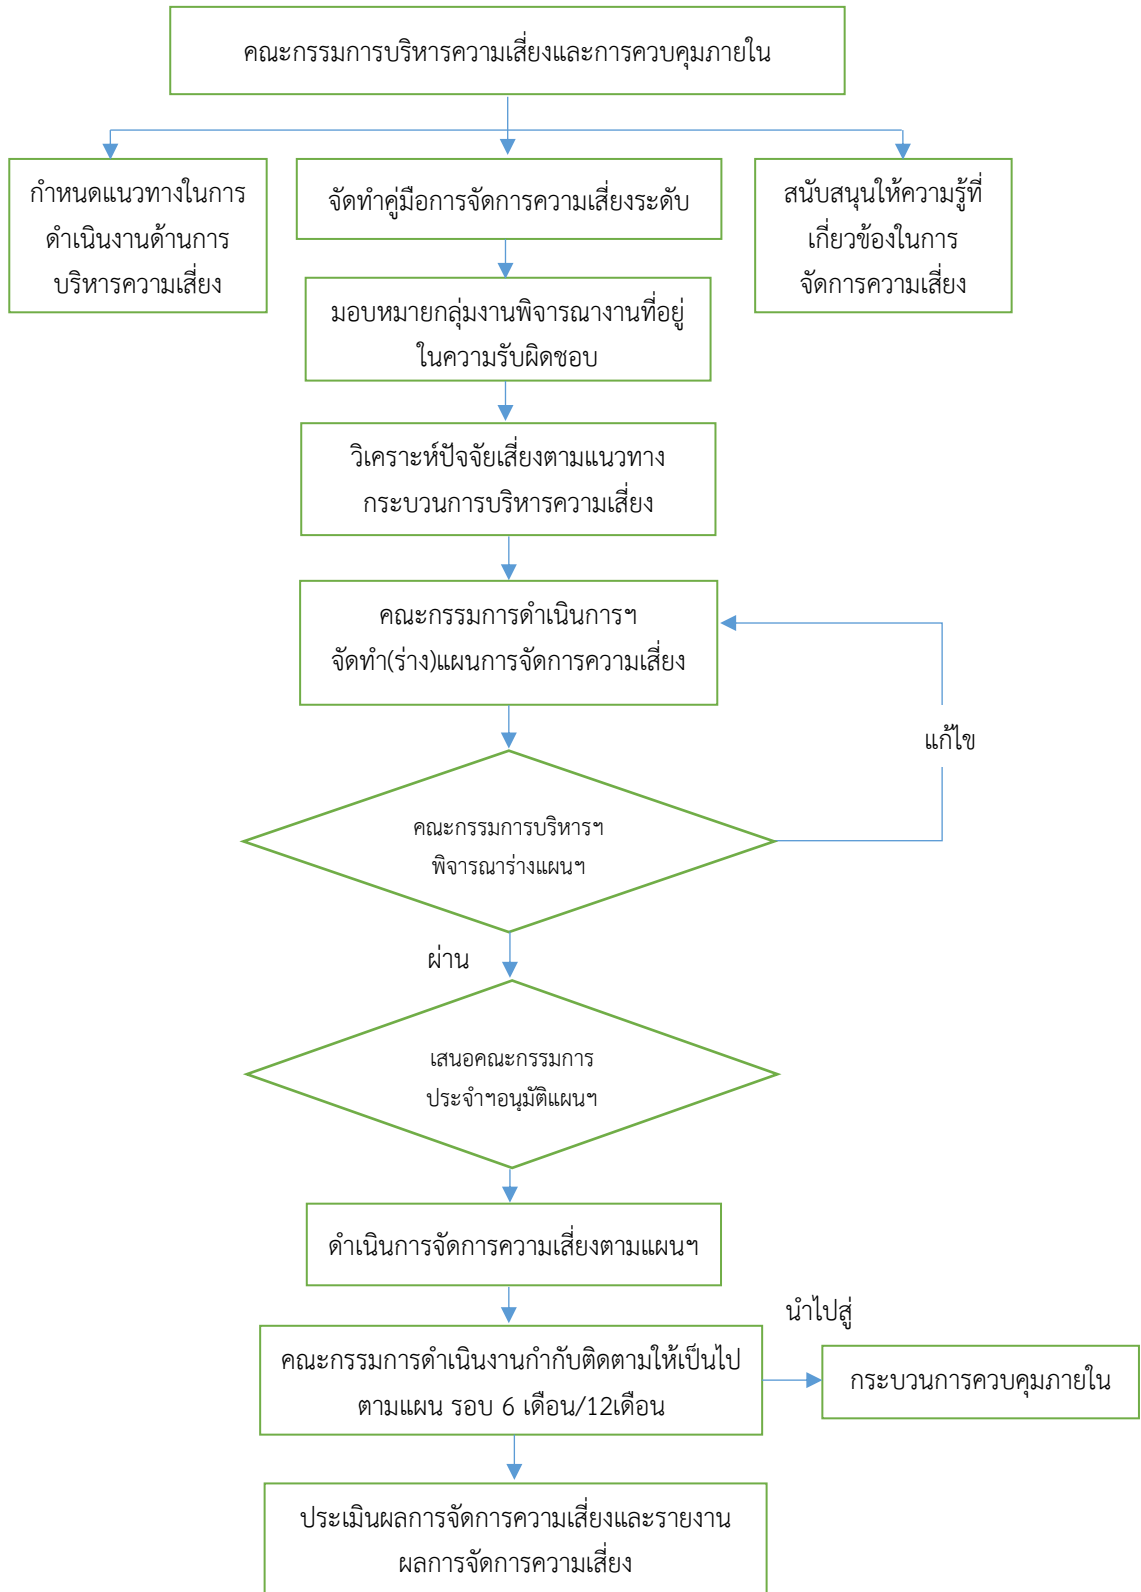 คณะกรรมการบริหารความเสี่ยงและการควบคุมภายใน
กำหนดแนวทางในการ
ดำเนินงานด้านการ
บริหารความเสี่ยง
จัดทำคู่มือการจัดการความเสี่ยงระดับ
สนับสนุนให้ความรู้ที่
เกี่ยวข้องในการ
จัดการความเสี่ยง
มอบหมายกลุ่มงานพิจารณางานที่อยู่
ในความรับผิดชอบ
วิเคราะห์ปัจจัยเสี่ยงตามแนวทาง
กระบวนการบริหารความเสี่ยง
คณะกรรมการดำเนินการฯ
จัดทำ(ร่าง)แผนการจัดการความเสี่ยง
แก้ไข
คณะกรรมการบริหารฯ
พิจารณาร่างแผนฯ
ผ่าน
เสนอคณะกรรมการ
ประจำฯอนุมัติแผนฯ
ดำเนินการจัดการความเสี่ยงตามแผนฯ
คณะกรรมการดำเนินงานกำกับติดตามให้เป็นไป
ตามแผน รอบ 6 เดือน/12เดือน
นำไปสู่
กระบวนการควบคุมภายใน
ประเมินผลการจัดการความเสี่ยงและรายงาน
ผลการจัดการความเสี่ยง